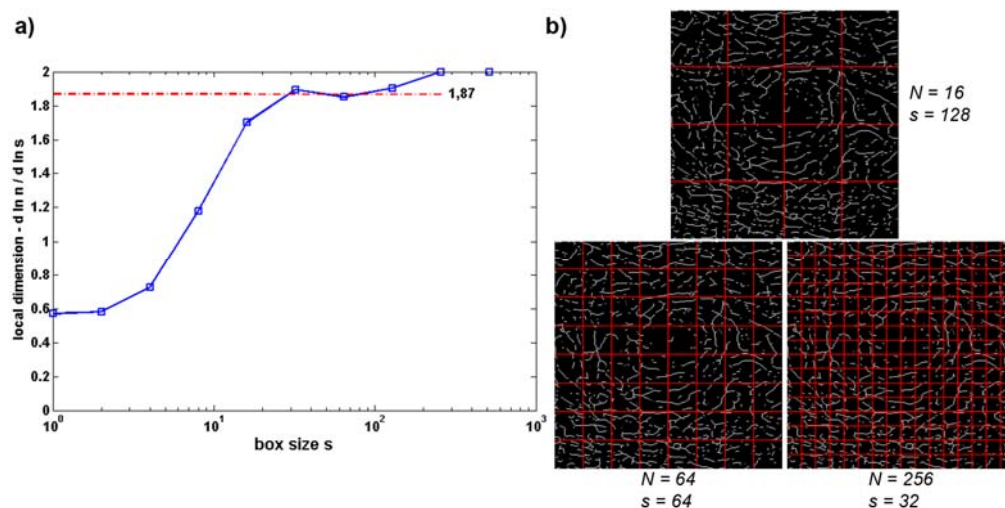 a)
local dimension - d ln n / d ln s
2
1.8
1.6
1.4
1.2
1
0.8
0.6
0.4
0.2
0
1,87
10^0
10^1
10^2
10^3
box size s
b)
N = 16
s = 128
N = 64
s = 64
N = 256
s = 32